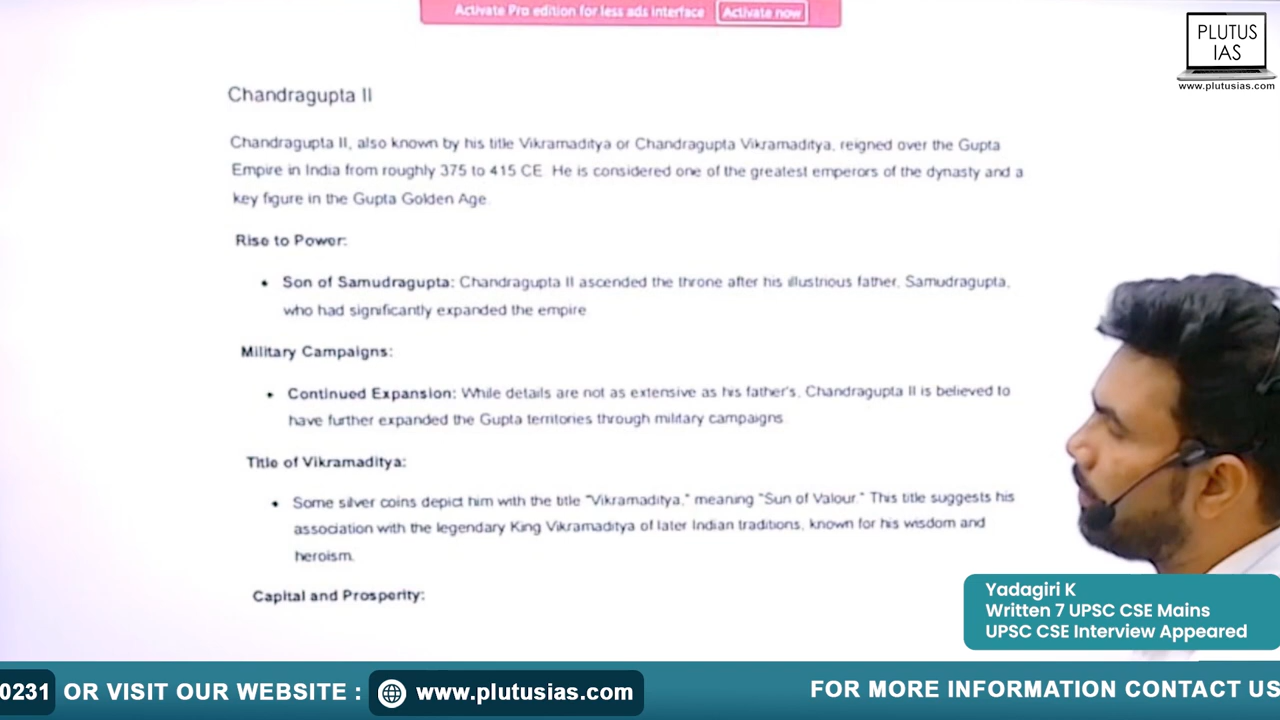 Activate Pro edition for less ads interface Activate now
PLUTUS
IAS
www.plutusias.com
Chandragupta II
Chandragupta II, also known by his title Vikramaditya or Chandragupta Vikramaditya, reigned over the Gupta
Empire in India from roughly 375 to 415 CE. He is considered one of the greatest emperors of the dynasty and a
key figure in the Gupta Golden Age.
Rise to Power:
• Son of Samudragupta: Chandragupta II ascended the throne after his illustrious father, Samudragupta,
who had significantly expanded the empire
Military Campaigns:
• Continued Expansion: While details are not as extensive as his father's, Chandragupta II is believed to
have further expanded the Gupta territories through military campaigns.
Title of Vikramaditya:
• Some silver coins depict him with the title "Vikramaditya," meaning "Sun of Valour." This title suggests his
association with the legendary King Vikramaditya of later Indian traditions, known for his wisdom and
heroism.
Capital and Prosperity:
Yadagiri K
Written 7 UPSC CSE Mains
UPSC CSE Interview Appeared
0231 OR VISIT OUR WEBSITE : www.plutusias.com FOR MORE INFORMATION CONTACT US